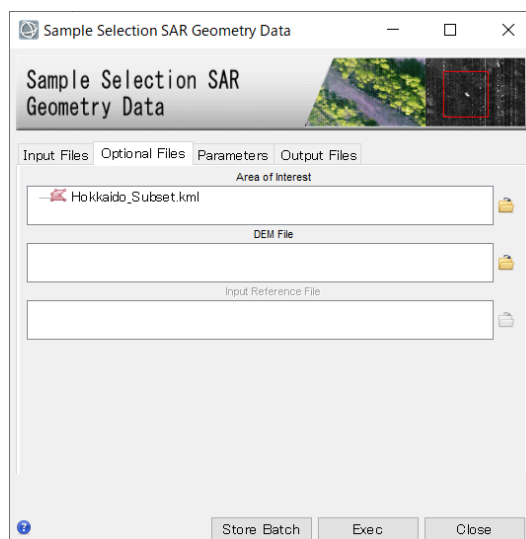 Sample Selection SAR Geometry Data
Sample Selection SAR
Geometry Data
Input Files Optional Files Parameters Output Files
Area of Interest
Hokkaido_Subset.kml
DEM File
Input Reference File
? Store Batch Exec Close